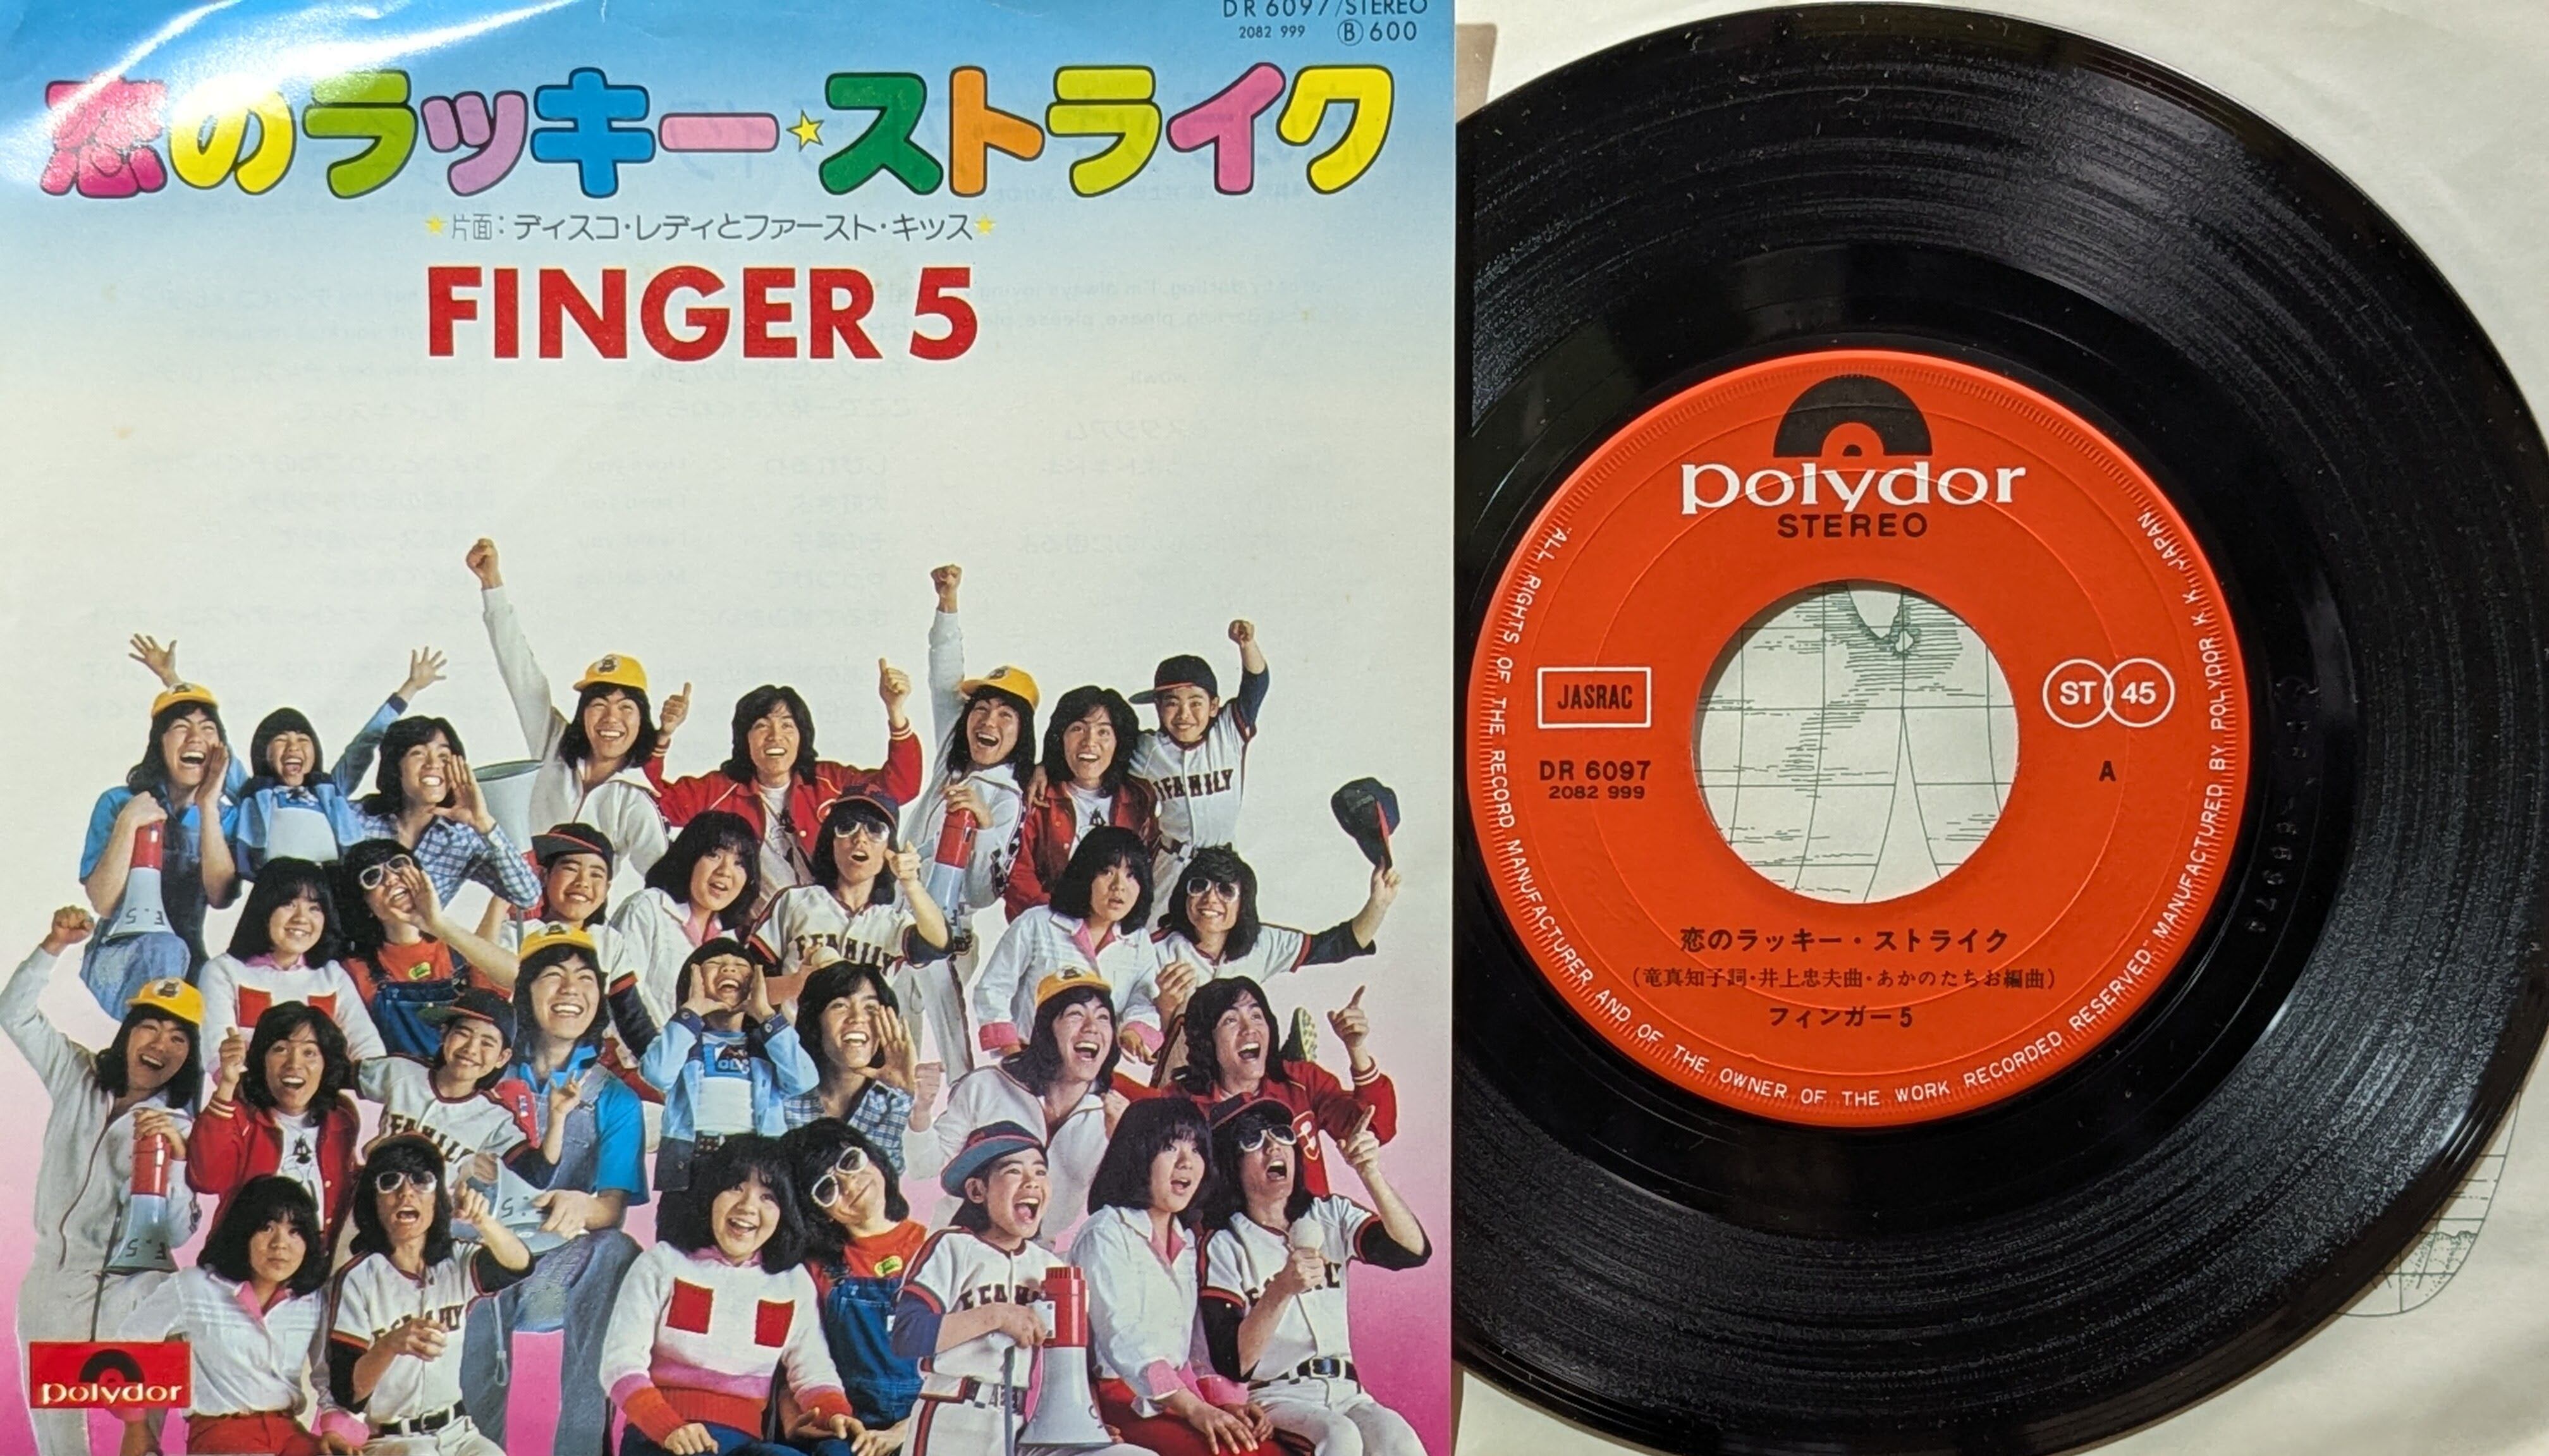 DR 6097/STEREO
2082 999 Ⓑ600
恋のラッキー★ストライク
★片面:ディスコ・レディとファースト・キッス★
FINGER 5
polydor
polydor
STEREO
JASRAC
ST 45
DR 6097
2082 999
A
恋のラッキー・ストライク
(竜真知子詞・井上忠夫曲・あかのたちお編曲)
フィンガー5
"ALL RIGHTS OF THE RECORD MANUFACTURER AND OF THE OWNER OF THE WORK RECORDED RESERVED" MANUFACTURED BY POLYDOR K.K. JAPAN